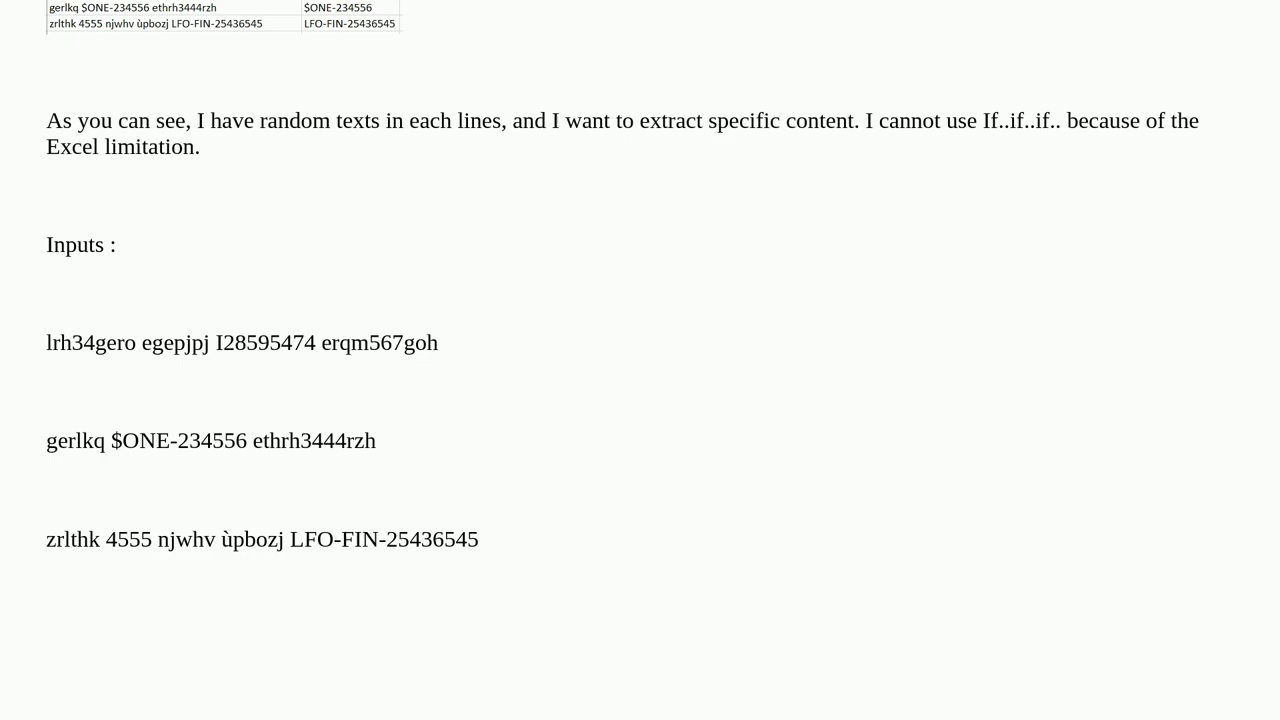 gerlkq $ONE-234556 ethrh3444rzh $ONE-234556
zrlthk 4555 njwhv ùpbozj LFO-FIN-25436545 LFO-FIN-25436545
As you can see, I have random texts in each lines, and I want to extract specific content. I cannot use If..if..if.. because of the
Excel limitation.
Inputs :
lrh34gero egepjpj I28595474 erqm567goh
gerlkq $ONE-234556 ethrh3444rzh
zrlthk 4555 njwhv ùpbozj LFO-FIN-25436545